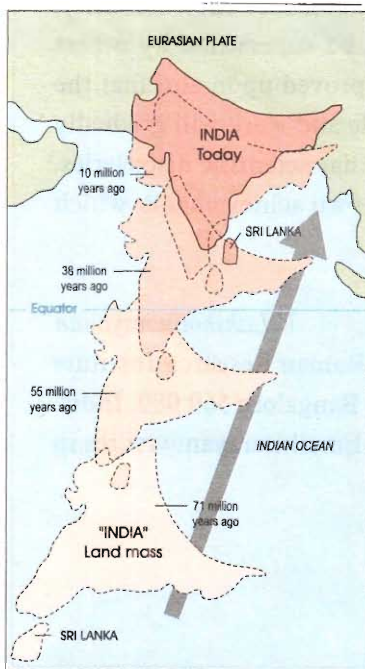 EURASIAN PLATE
INDIA
Today
10 million
years ago
SRI LANKA
38 million
years ago
Equator
55 million
years ago
INDIAN OCEAN
71 million
years ago
"INDIA"
Land mass
SRI LANKA